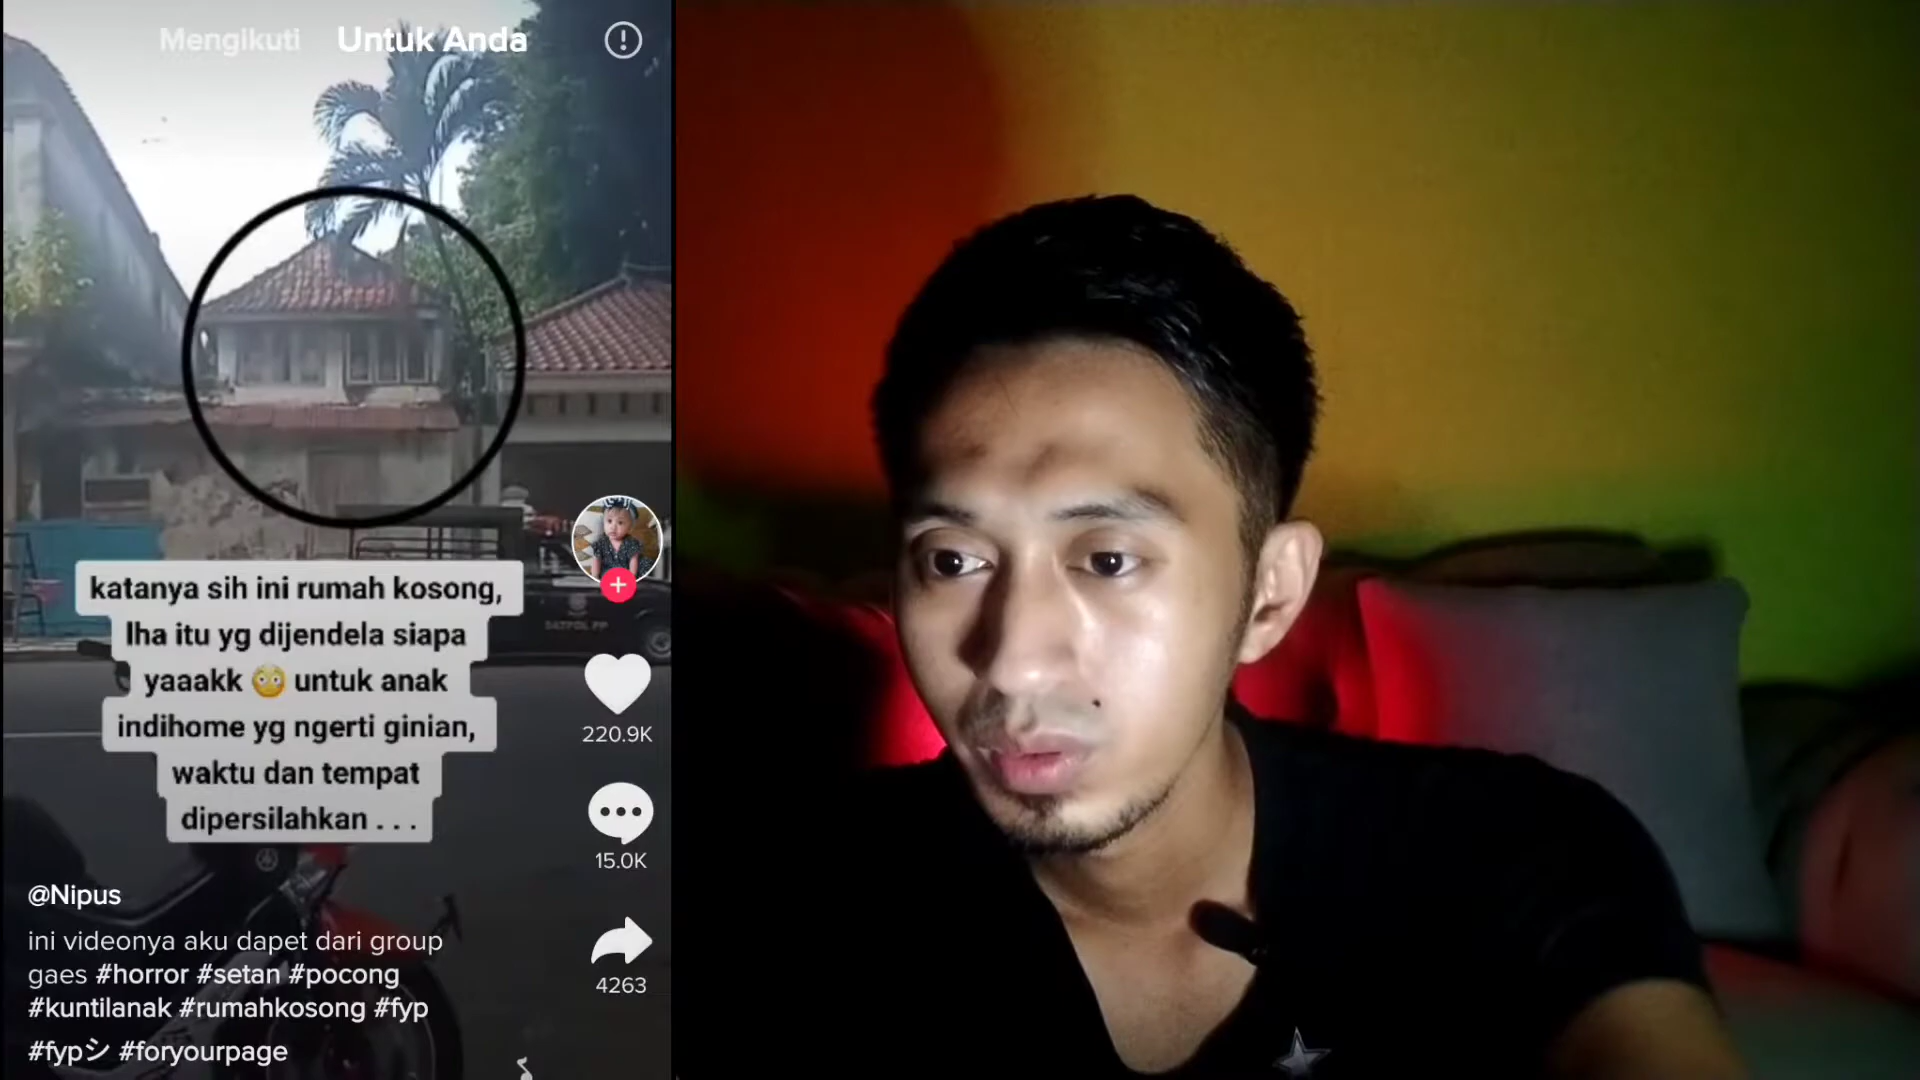 Mengikuti Untuk Anda
katanya sih ini rumah kosong,
lha itu yg dijendela siapa
yaaakk 😳 untuk anak
indihome yg ngerti ginian,
waktu dan tempat
dipersilahkan . . .
SATPOL PP
220.9K
15.0K
4263
@Nipus
ini videonya aku dapet dari group
gaes #horror #setan #pocong
#kuntilanak #rumahkosong #fyp
#fypシ #foryourpage